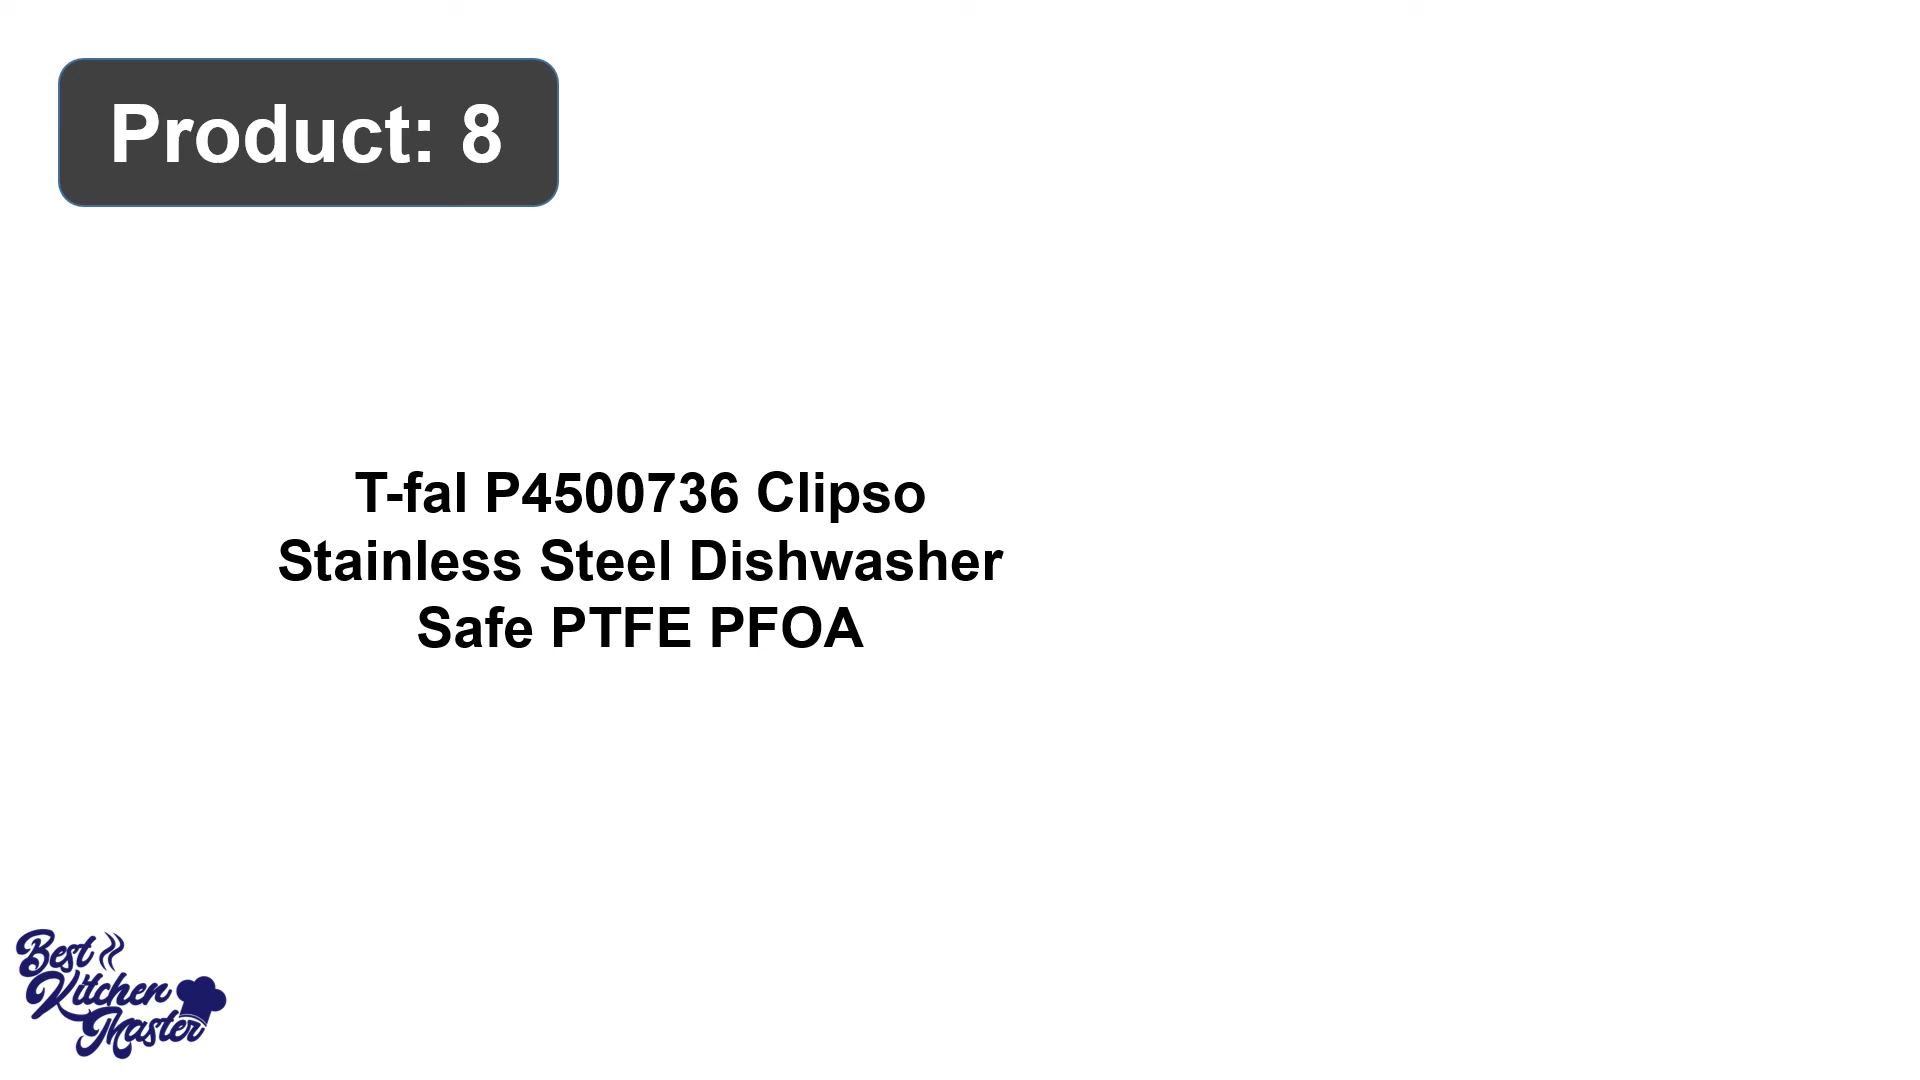 Product: 8
T-fal P4500736 Clipso
Stainless Steel Dishwasher
Safe PTFE PFOA
Best
Kitchen
Master